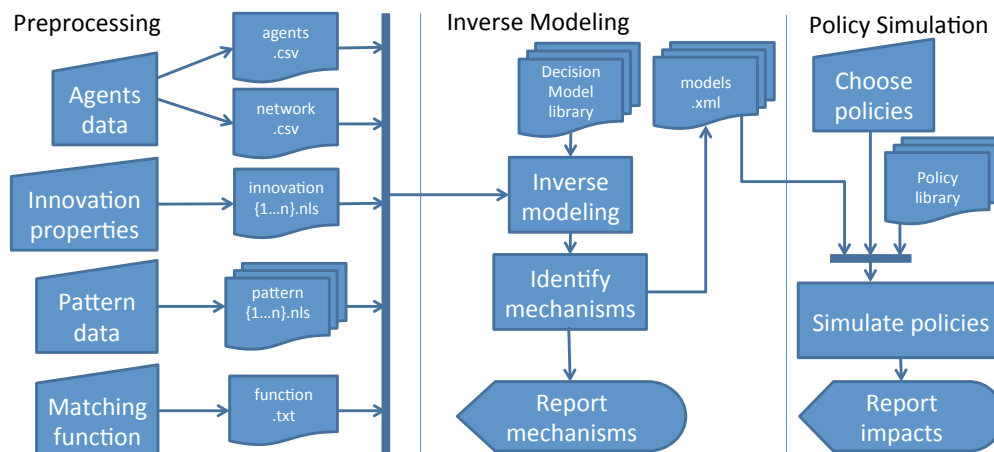 Preprocessing
Agents
data
agents
.csv
network
.csv
Innovation
properties
innovation
{1...n}.nls
Pattern
data
pattern
{1...n}.nls
Matching
function
function
.txt
Inverse Modeling
Decision
Model
library
models
.xml
Inverse
modeling
Identify
mechanisms
Report
mechanisms
Policy Simulation
Choose
policies
Policy
library
Simulate policies
Report
impacts